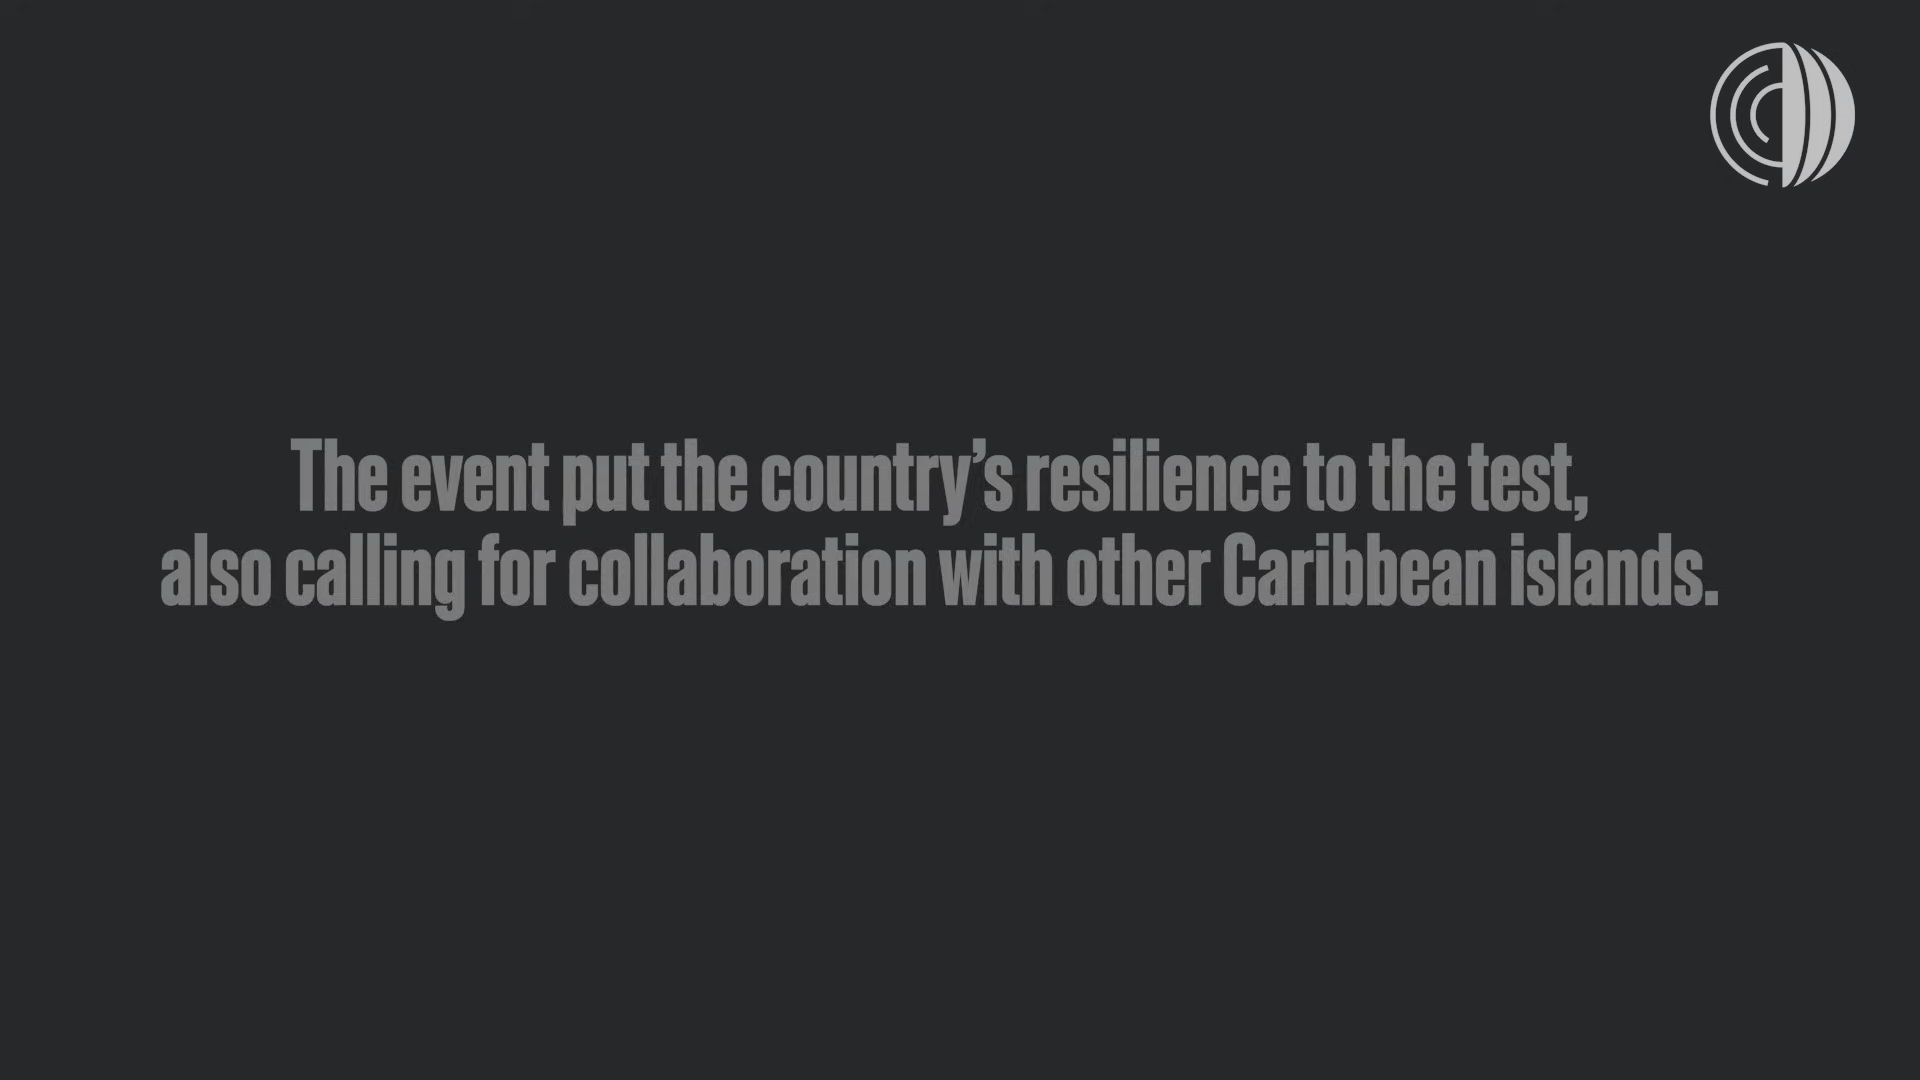 The event put the country’s resilience to the test,
also calling for collaboration with other Caribbean islands.